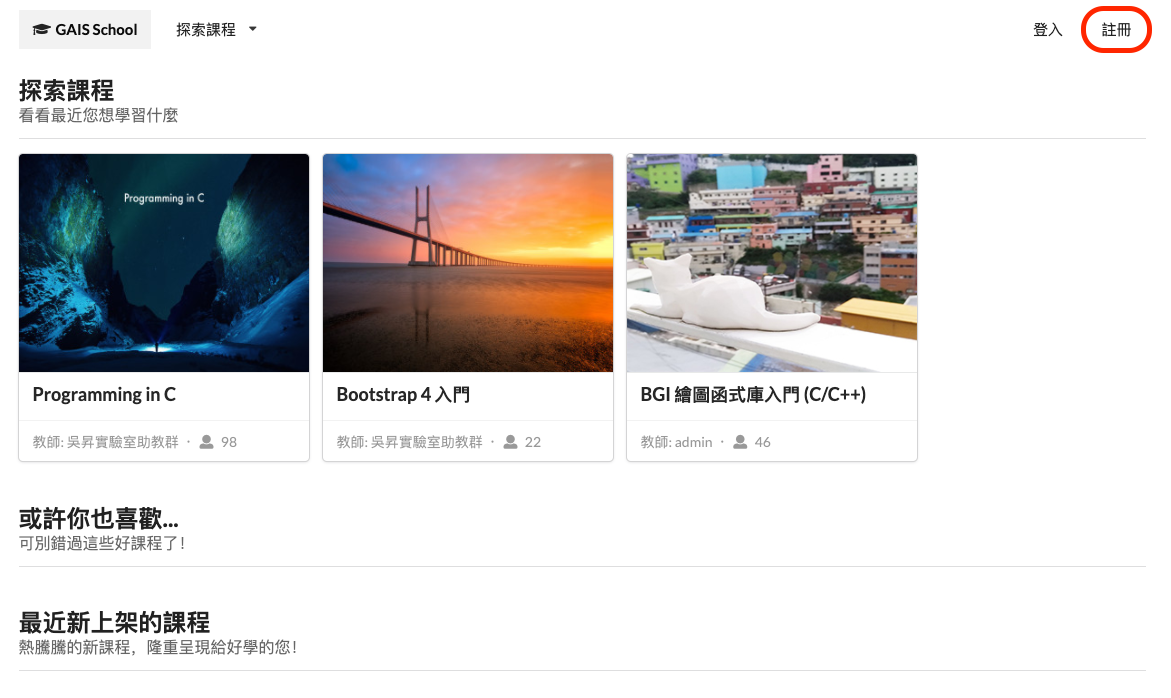 GAIS School
探索課程
登入
註冊
探索課程
看看最近您想學習什麼
Programming in C
Programming in C
教師: 吳昇實驗室助教群 · 98
Bootstrap 4 入門
教師: 吳昇實驗室助教群 · 22
BGI 繪圖函式庫入門 (C/C++)
教師: admin · 46
或許你也喜歡...
可別錯過這些好課程了!
最近新上架的課程
熱騰騰的新課程，隆重呈現給好學的您!